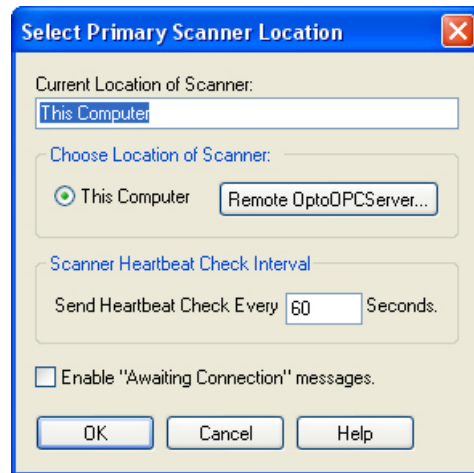 Select Primary Scanner Location
Current Location of Scanner:
This Computer
Choose Location of Scanner:
This Computer
Remote OptoOPCServer...
Scanner Heartbeat Check Interval
Send Heartbeat Check Every 60 Seconds.
Enable "Awaiting Connection" messages.
OK Cancel Help